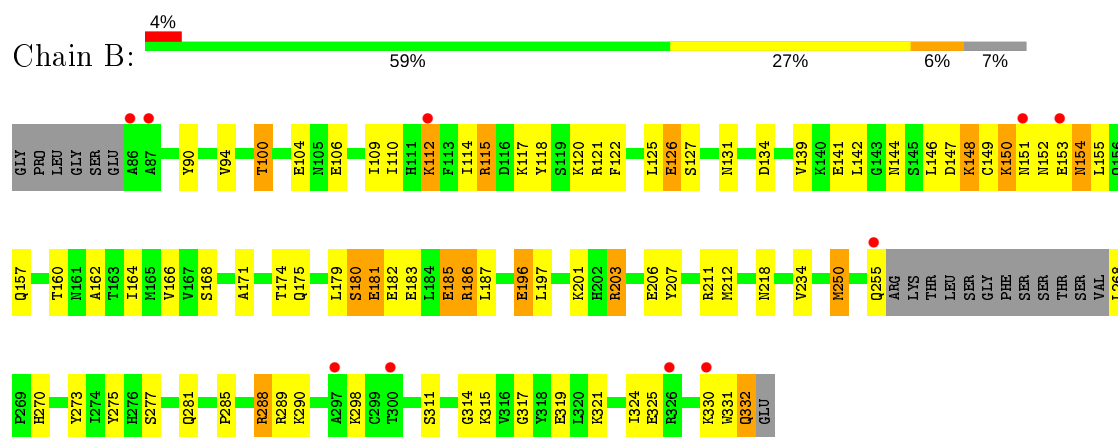 4%
Chain B:
59% 27% 6% 7%
GLY PRO LEU GLY SER GLU A86 A87 Y90 V94 T100 E104 N105 E106 I109 I110 H111 K112 F113 I114 R115 D116 K117 Y118 S119 K120 R121 F122 L125 E126 S127 N131 D134 V139 K140 E141 L142 G143 N144 S145 L146 D147 K148 C149 K150 N151 N152 E153 N154 L155 Q156
Q157 T160 N161 A162 T163 I164 M165 V166 V167 S168 A171 T174 Q175 L179 S180 E181 E182 E183 L184 E185 R186 L187 E196 L197 K201 H202 R203 E206 Y207 R211 M212 N218 V234 M250 Q255 ARG LYS THR LEU SER GLY PHE SER SER THR SER VAL L268
P269 H270 Y273 I274 Y275 H276 S277 Q281 P285 R288 R289 K290 A297 K298 C299 T300 S311 G314 K315 V316 G317 Y318 E319 L320 K321 I324 E325 R326 K330 W331 Q332 GLU